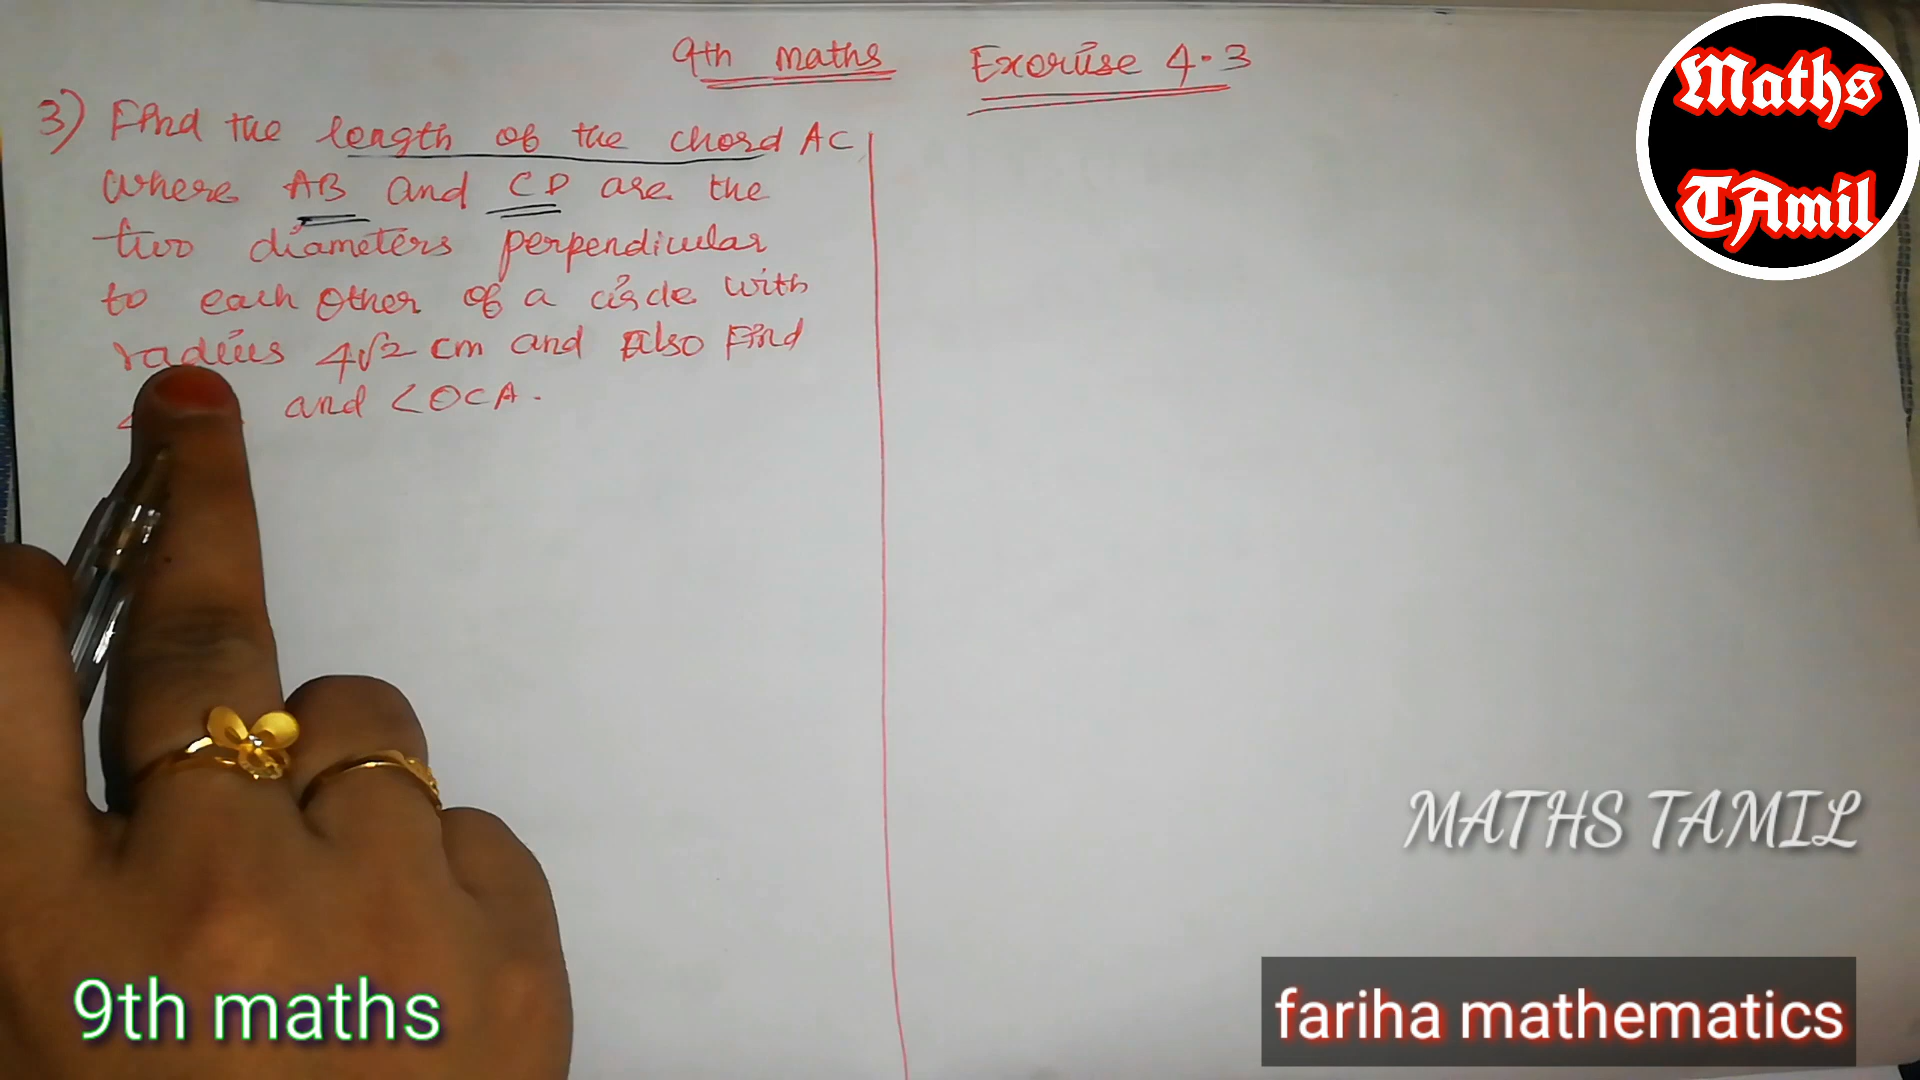 9th maths Exercise 4.3
3) Find the length of the chord AC
where AB and CD are the
two diameters perpendicular
to each other of a circle with
radius 4√2 cm and also Find
and <OCA.
Maths
TAmil
MATHS TAMIL
9th maths
fariha mathematics